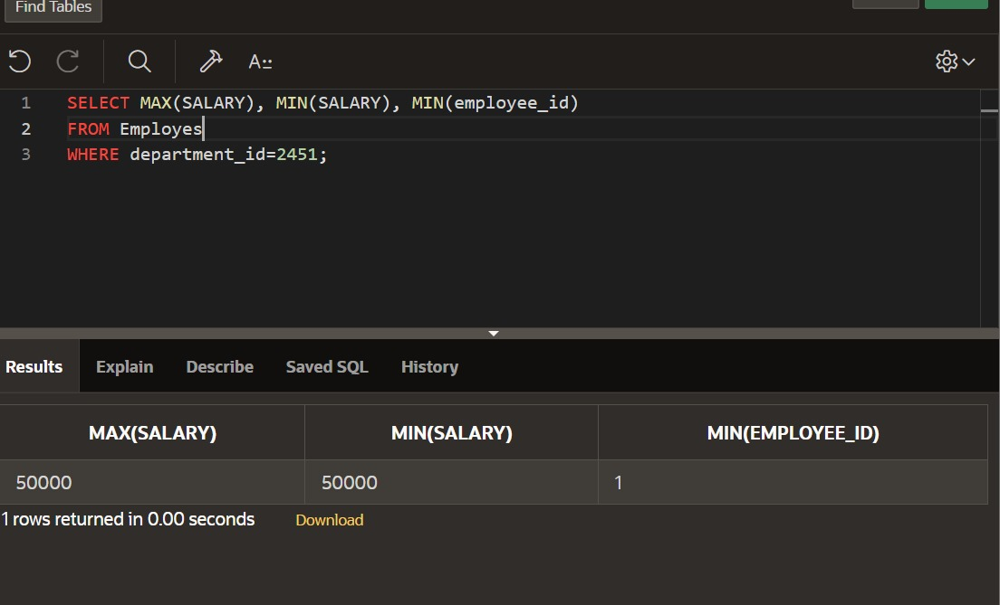 Find Tables
A::
1 SELECT MAX(SALARY), MIN(SALARY), MIN(employee_id)
2 FROM Employes
3 WHERE department_id=2451;
Results Explain Describe Saved SQL History
MAX(SALARY) MIN(SALARY) MIN(EMPLOYEE_ID)
50000 50000 1
1 rows returned in 0.00 seconds Download